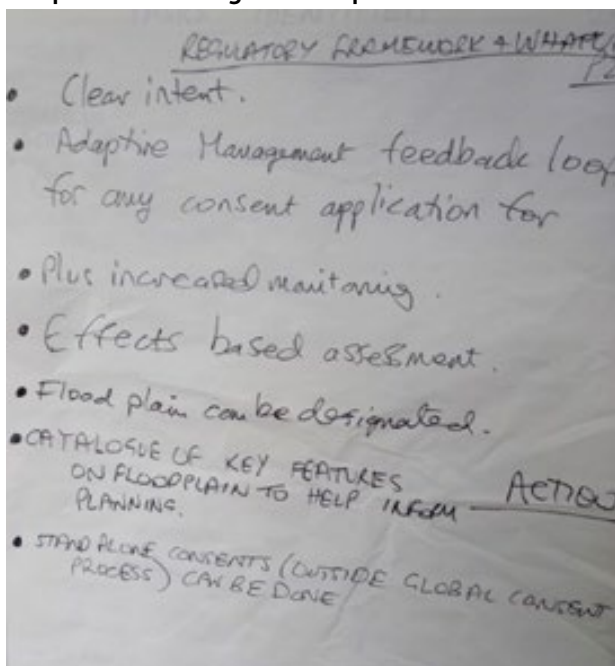 REGULATORY FRAMEWORK + WHAT
• Clear intent.
• Adaptive Management feedback loop
for any consent application for
• Plus increased monitoring.
• Effects based assessment.
• Flood plain can be designated.
• CATALOGUE OF KEY FEATURES
ON FLOODPLAIN TO HELP INFORM
PLANNING.
ACTION
• STAND ALONE CONSENTS (OUTSIDE GLOBAL CONSENT
PROCESS) CAN BE DONE